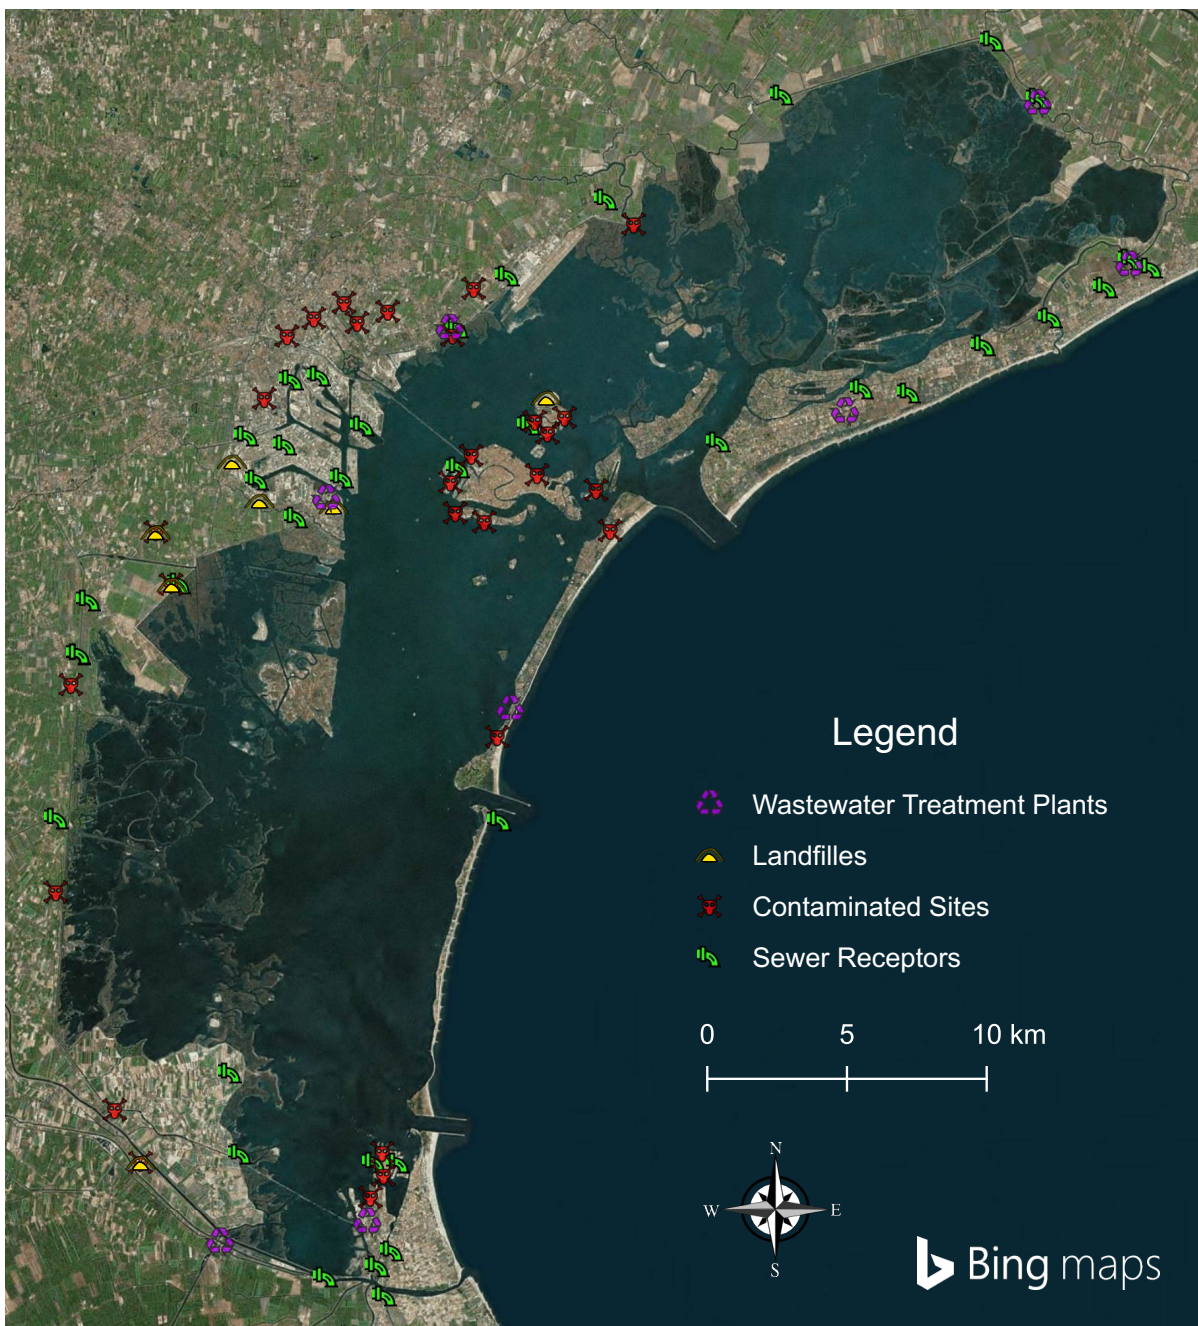 Legend
Wastewater Treatment Plants
Landfilles
Contaminated Sites
Sewer Receptors
0 5 10 km
N
W E
S
Bing maps